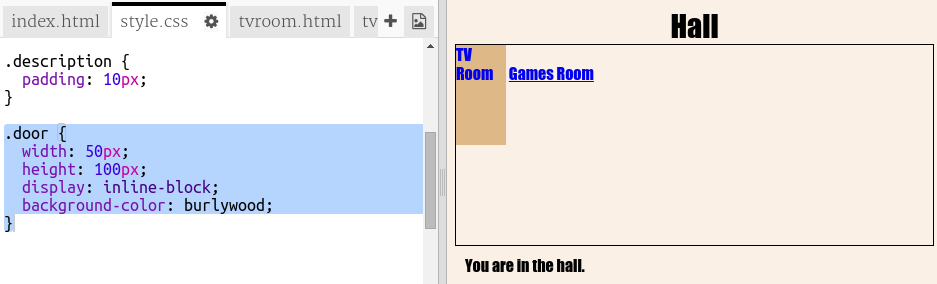 index.html style.css tvroom.html tv
.description {
padding: 10px;
}
.door {
width: 50px;
height: 100px;
display: inline-block;
background-color: burlywood;
}
Hall
TV
Room Games Room
You are in the hall.